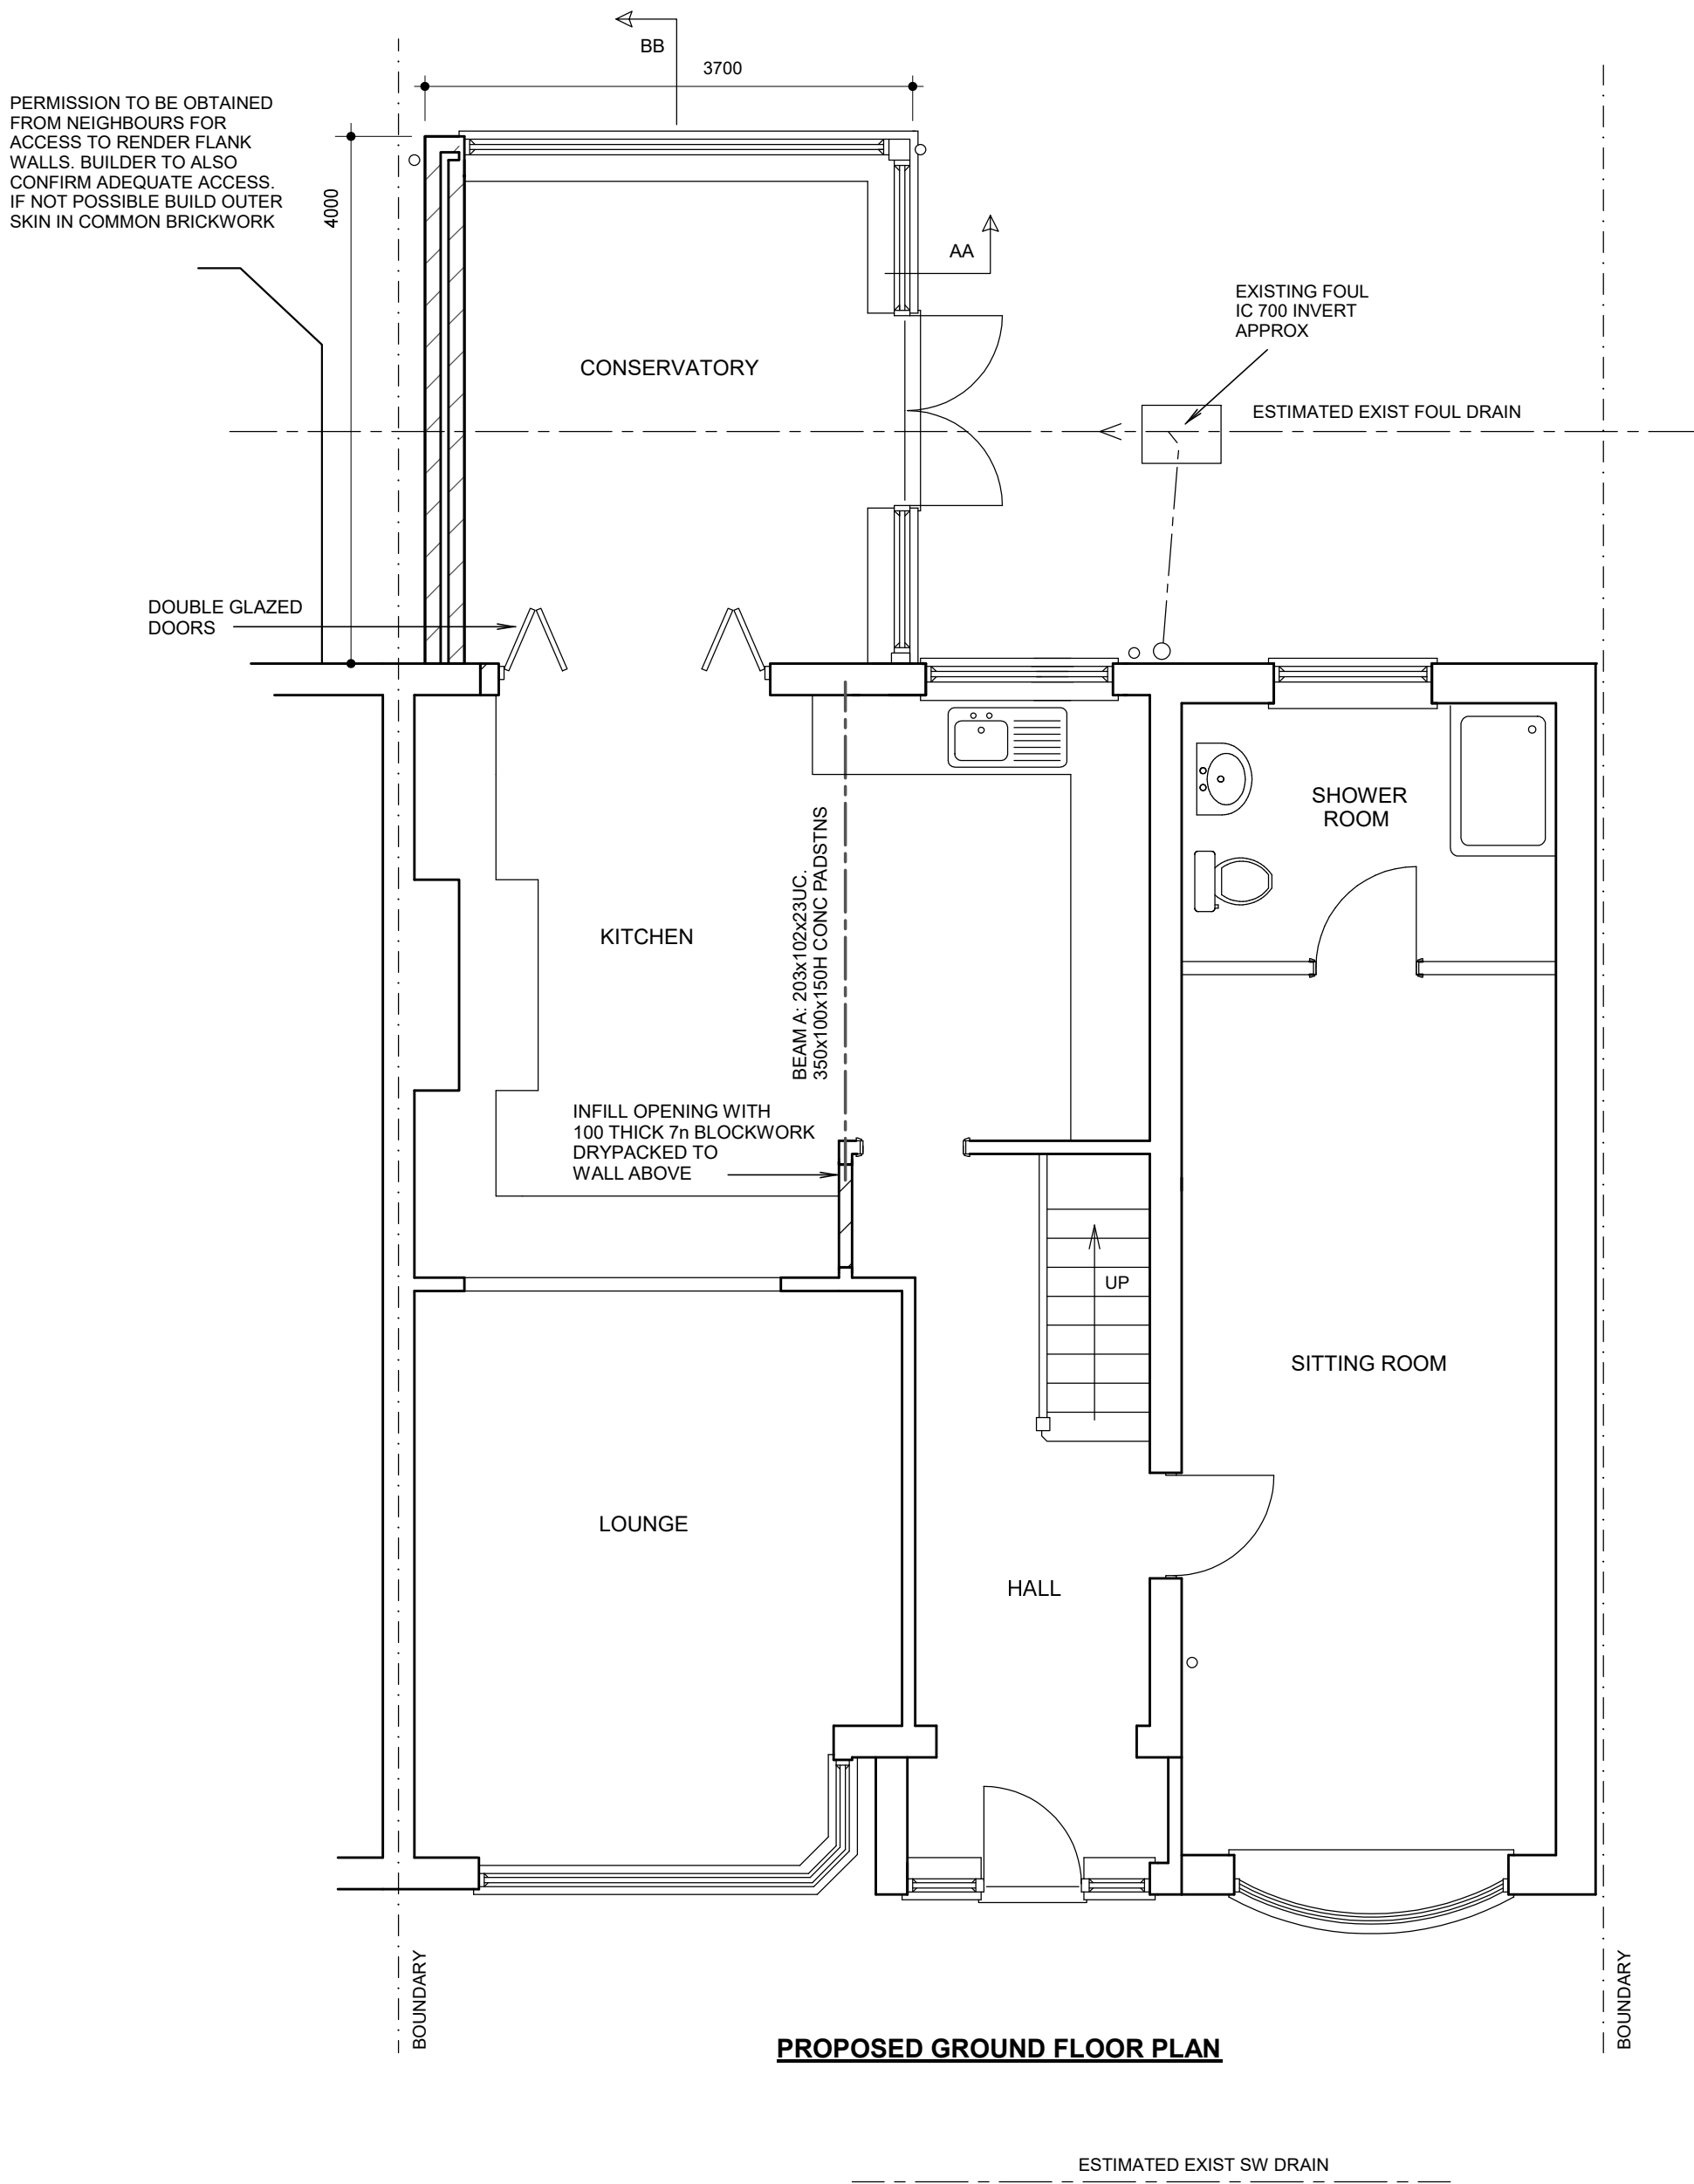 BB
3700
PERMISSION TO BE OBTAINED
FROM NEIGHBOURS FOR
ACCESS TO RENDER FLANK
WALLS. BUILDER TO ALSO
CONFIRM ADEQUATE ACCESS.
IF NOT POSSIBLE BUILD OUTER
SKIN IN COMMON BRICKWORK
4000
AA
EXISTING FOUL
IC 700 INVERT
APPROX
CONSERVATORY
ESTIMATED EXIST FOUL DRAIN
DOUBLE GLAZED
DOORS
SHOWER
ROOM
BEAM A: 203x102x23UC.
350x100x150H CONC PADSTNS
KITCHEN
INFILL OPENING WITH
100 THICK 7n BLOCKWORK
DRYPACKED TO
WALL ABOVE
UP
SITTING ROOM
LOUNGE
HALL
BOUNDARY
BOUNDARY
PROPOSED GROUND FLOOR PLAN
ESTIMATED EXIST SW DRAIN